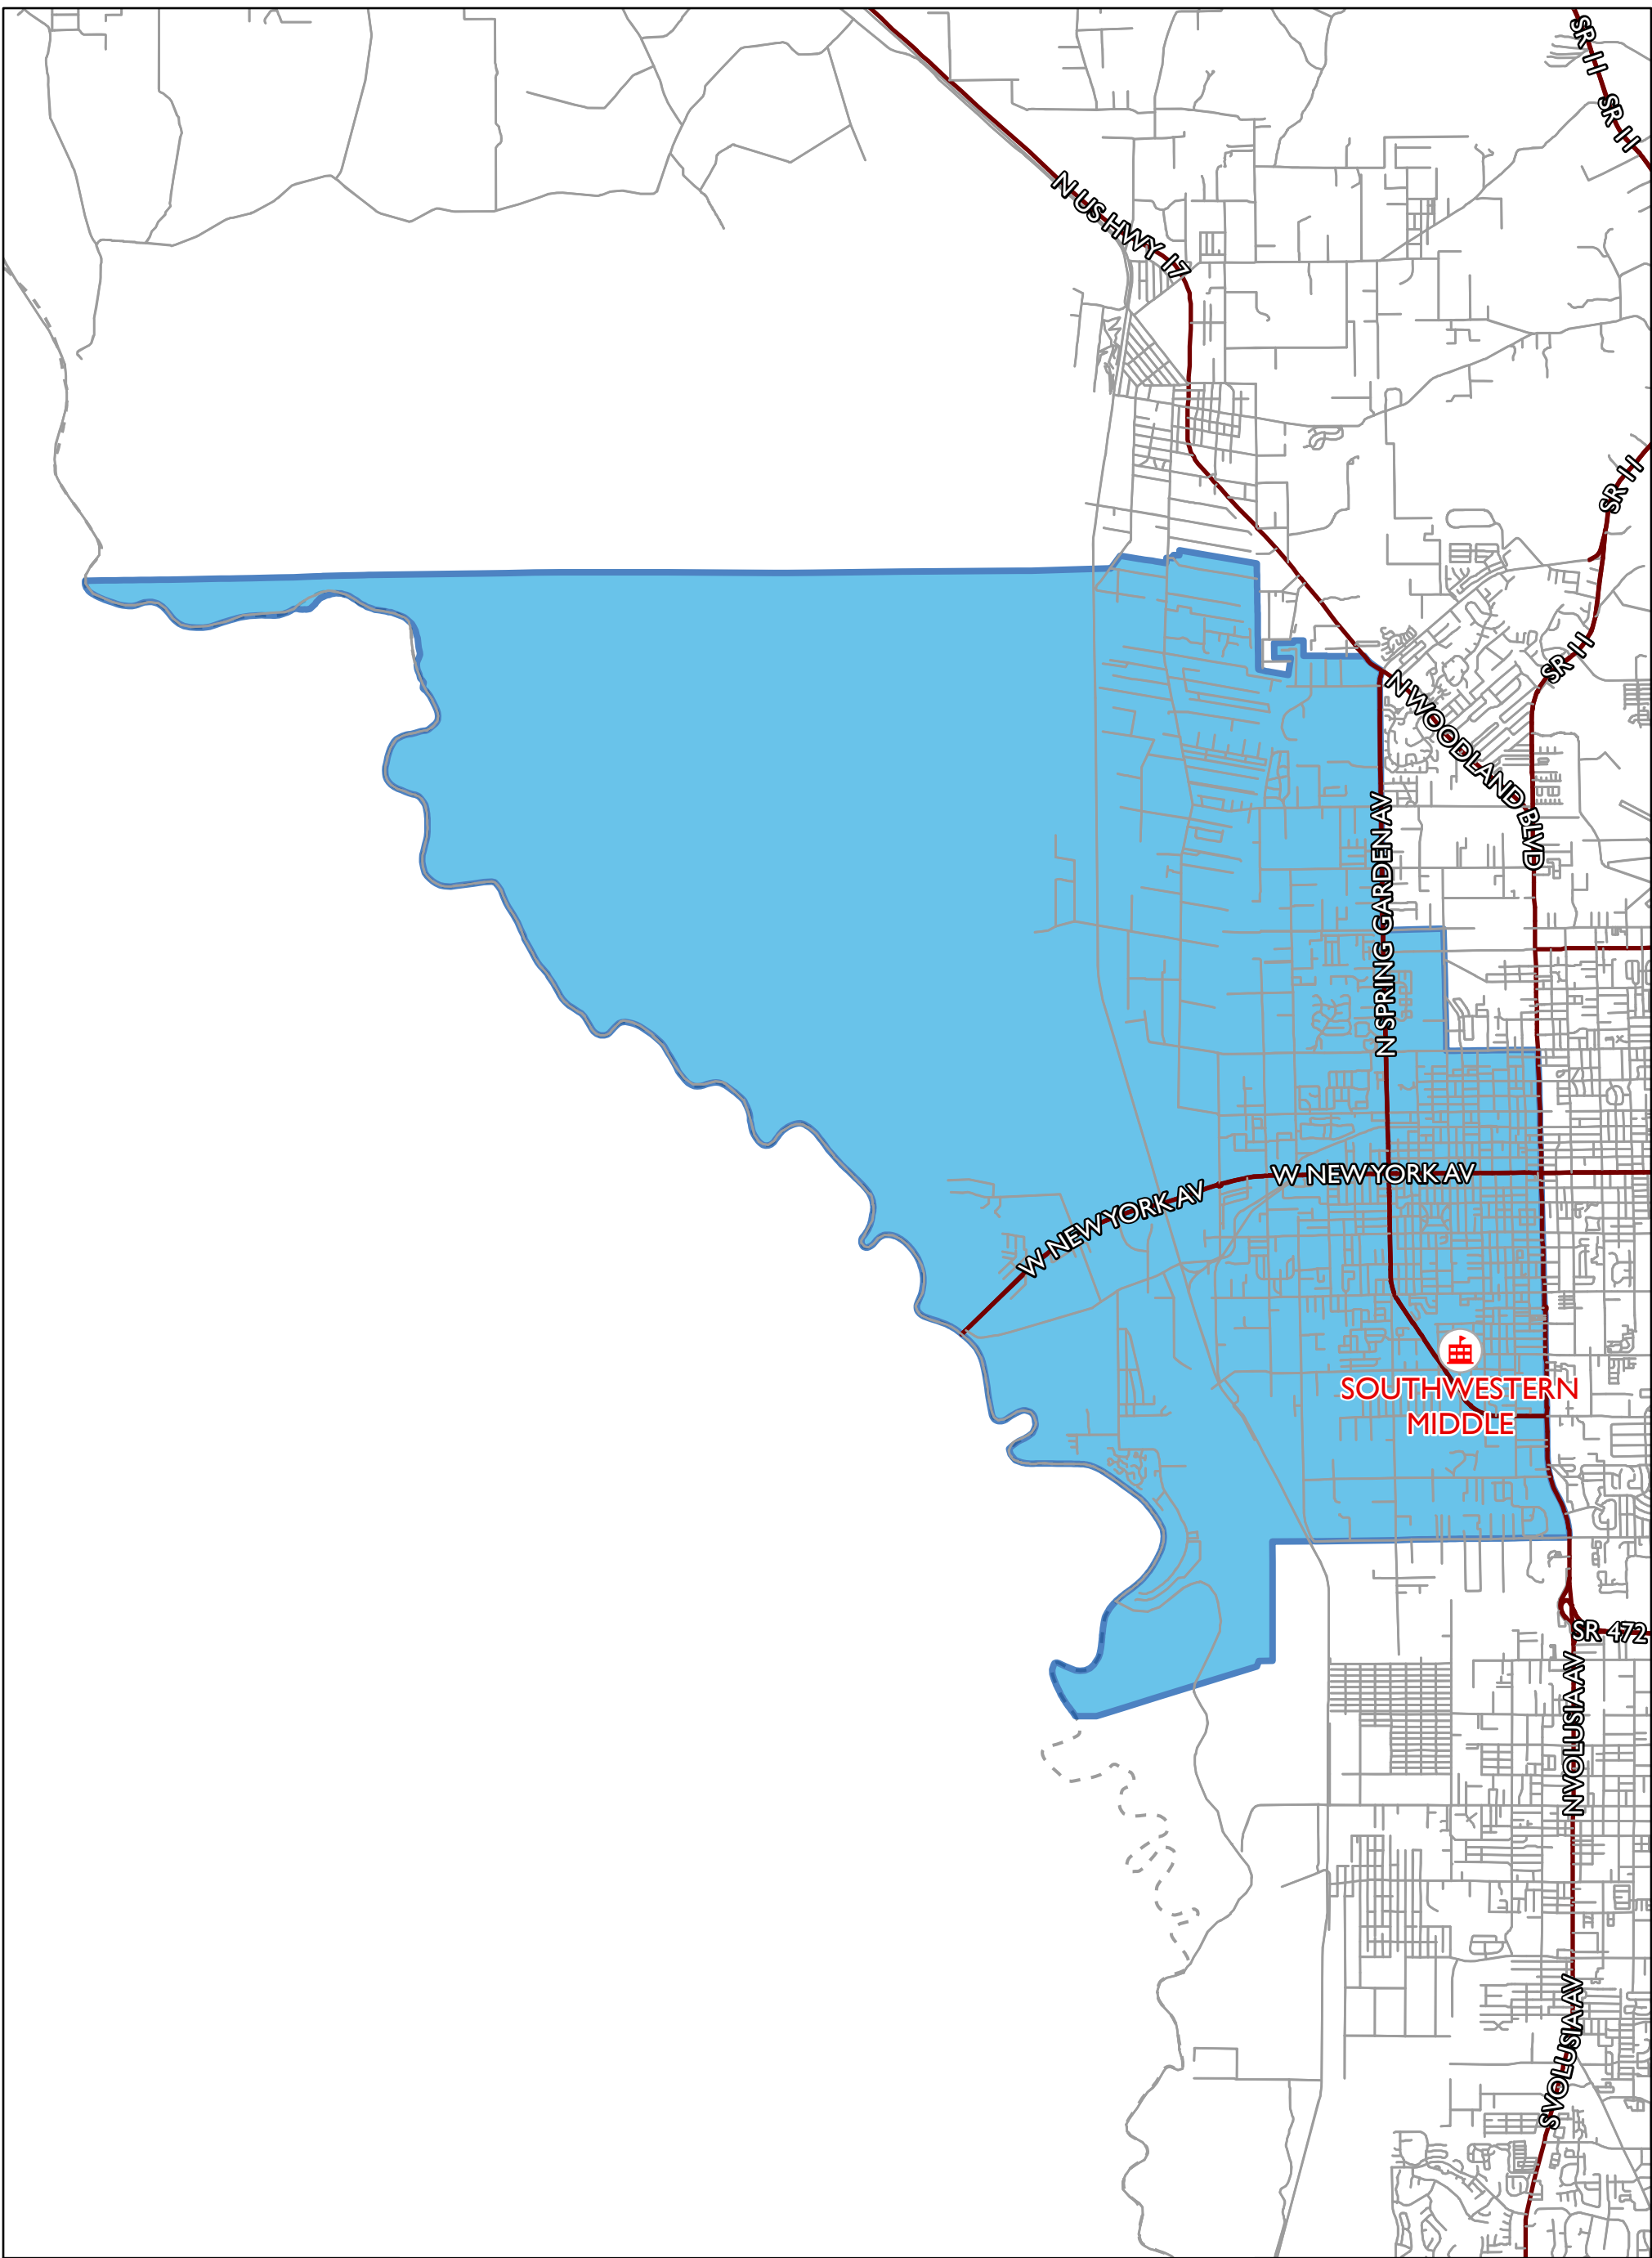 SR 11
SR 11
N US HWY 17
SR 11
SR 11
N WOODLAND BLVD
N SPRING GARDEN AV
W NEW YORK AV
W NEW YORK AV
SOUTHWESTERN
MIDDLE
SR 472
N VOLUSIA AV
S VOLUSIA AV